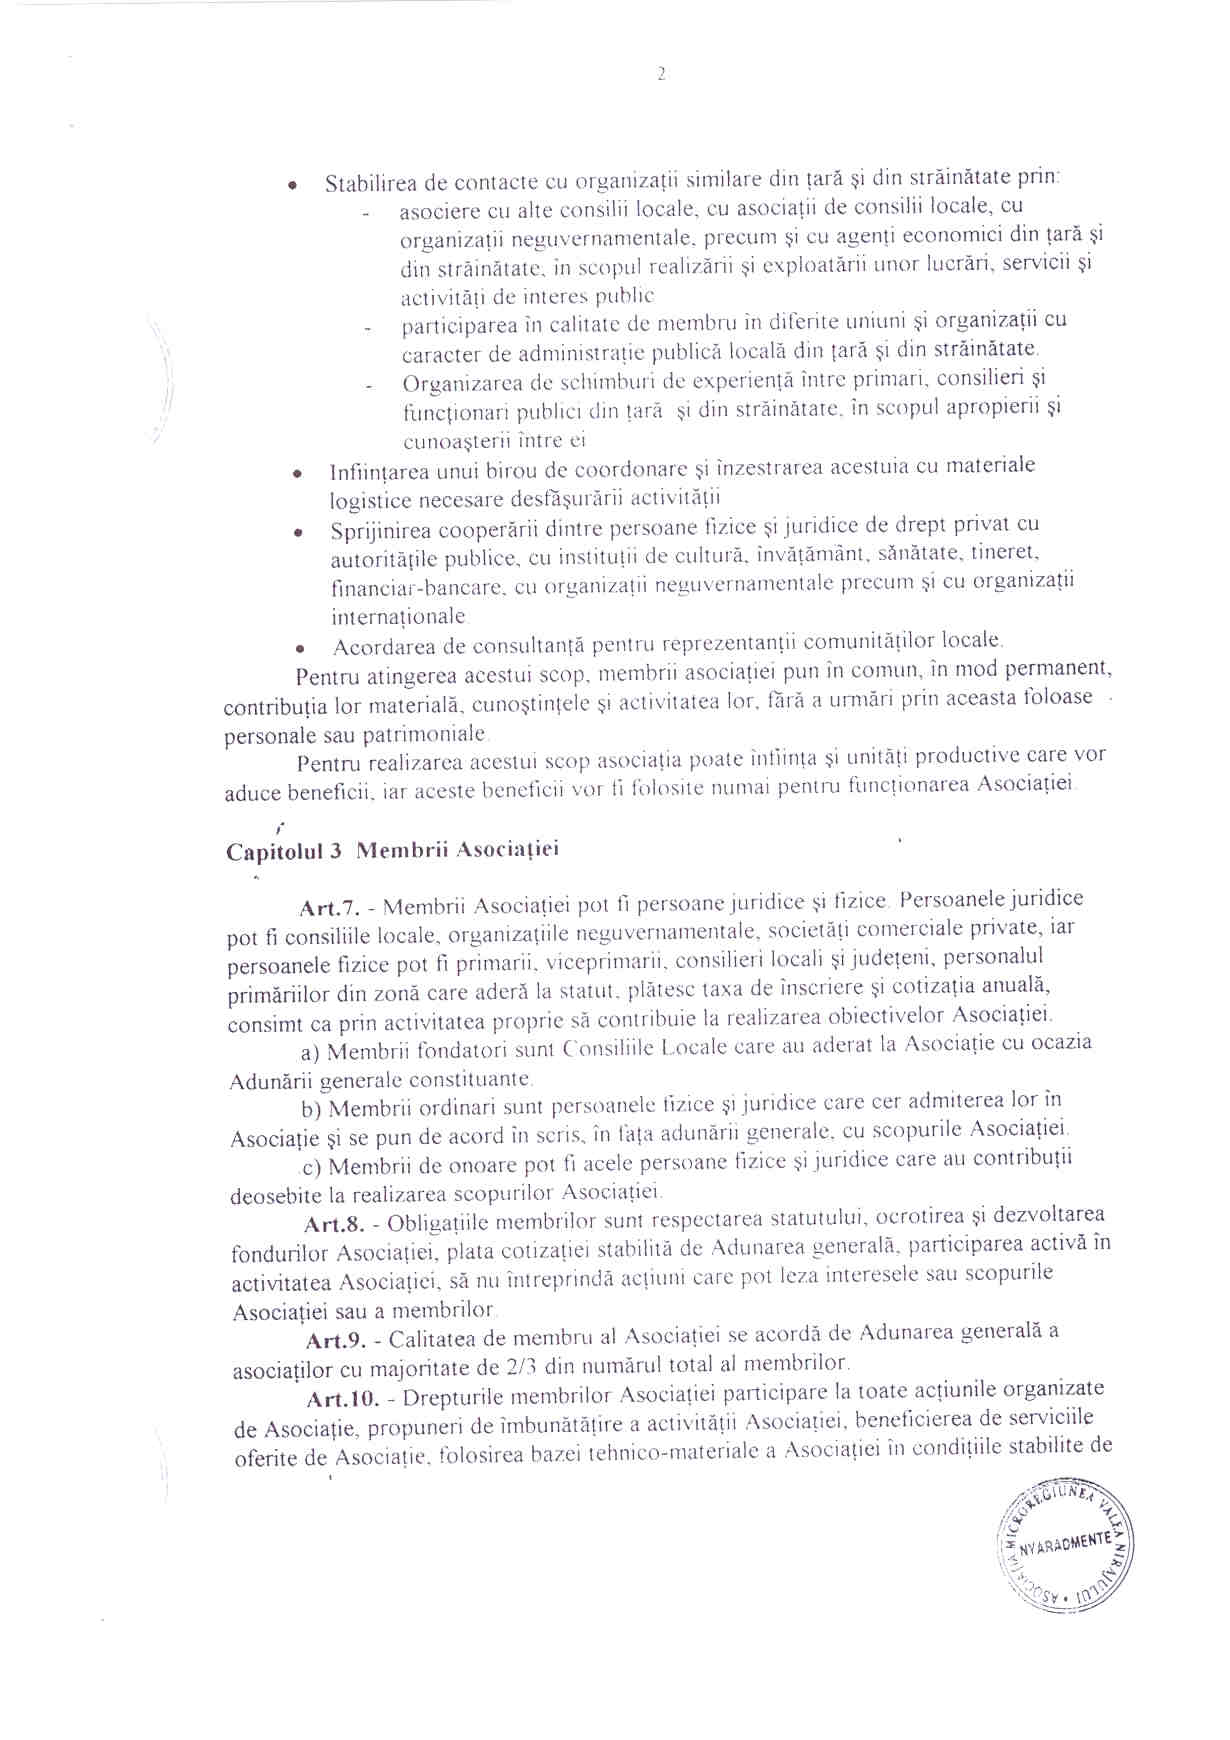 2
• Stabilirea de contacte cu organizaţii similare din ţară şi din străinătate prin:
- asociere cu alte consilii locale, cu asociaţii de consilii locale, cu
organizaţii neguvernamentale, precum şi cu agenţi economici din ţară şi
din străinătate, în scopul realizării şi exploatării unor lucrări, servicii şi
activităţi de interes public
- participarea în calitate de membru în diferite uniuni şi organizaţii cu
caracter de administraţie publică locală din ţară şi din străinătate.
- Organizarea de schimburi de experienţă între primari, consilieri şi
funcţionari publici din ţară şi din străinătate, în scopul apropierii şi
cunoaşterii între ei
• Infiinţarea unui birou de coordonare şi înzestrarea acestuia cu materiale
logistice necesare desfăşurării activităţii
• Sprijinirea cooperării dintre persoane fizice şi juridice de drept privat cu
autorităţile publice, cu instituţii de cultură, învăţământ, sănătate, tineret,
financiar-bancare, cu organizaţii neguvernamentale precum şi cu organizaţii
internaţionale.
• Acordarea de consultanţă pentru reprezentanţii comunităţilor locale.
Pentru atingerea acestui scop, membrii asociaţiei pun în comun, în mod permanent,
contribuţia lor materială, cunoştinţele şi activitatea lor, fără a urmări prin aceasta foloase
personale sau patrimoniale.
Pentru realizarea acestui scop asociaţia poate înfiinţa şi unităţi productive care vor
aduce beneficii, iar aceste beneficii vor fi folosite numai pentru funcţionarea Asociaţiei.
Capitolul 3 Membrii Asociaţiei
Art.7. - Membrii Asociaţiei pot fi persoane juridice şi fizice. Persoanele juridice
pot fi consiliile locale, organizaţiile neguvernamentale, societăţi comerciale private, iar
persoanele fizice pot fi primarii, viceprimarii, consilieri locali şi judeţeni, personalul
primăriilor din zonă care aderă la statut, plătesc taxa de înscriere şi cotizaţia anuală,
consimt ca prin activitatea proprie să contribuie la realizarea obiectivelor Asociaţiei.
a) Membrii fondatori sunt Consiliile Locale care au aderat la Asociaţie cu ocazia
Adunării generale constituante.
b) Membrii ordinari sunt persoanele fizice şi juridice care cer admiterea lor în
Asociaţie şi se pun de acord în scris, în faţa adunării generale, cu scopurile Asociaţiei.
c) Membrii de onoare pot fi acele persoane fizice şi juridice care au contribuţii
deosebite la realizarea scopurilor Asociaţiei.
Art.8. - Obligaţiile membrilor sunt respectarea statutului, ocrotirea şi dezvoltarea
fondurilor Asociaţiei, plata cotizaţiei stabilită de Adunarea generală, participarea activă în
activitatea Asociaţiei, să nu întreprindă acţiuni care pot leza interesele sau scopurile
Asociaţiei sau a membrilor.
Art.9. - Calitatea de membru al Asociaţiei se acordă de Adunarea generală a
asociaţilor cu majoritate de 2/3 din numărul total al membrilor.
Art.10. - Drepturile membrilor Asociaţiei participare la toate acţiunile organizate
de Asociaţie, propuneri de îmbunătăţire a activităţii Asociaţiei, beneficierea de serviciile
oferite de Asociaţie, folosirea bazei tehnico-materiale a Asociaţiei în condiţiile stabilite de
ASOCIAŢIA MICROREGIUNEA VALEA NIRAJULUI •
NYÁRÁDMENTE